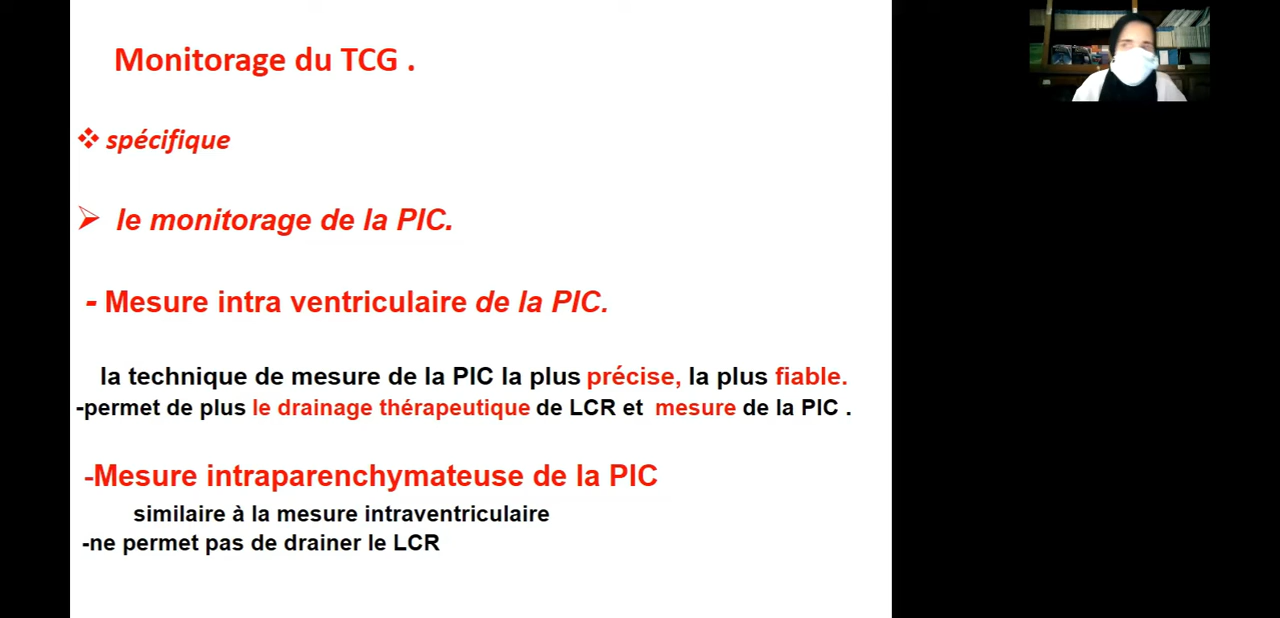 Monitorage du TCG .
spécifique
le monitorage de la PIC.
- Mesure intra ventriculaire de la PIC.
la technique de mesure de la PIC la plus précise, la plus fiable.
-permet de plus le drainage thérapeutique de LCR et mesure de la PIC .
-Mesure intraparenchymateuse de la PIC
similaire à la mesure intraventriculaire
-ne permet pas de drainer le LCR